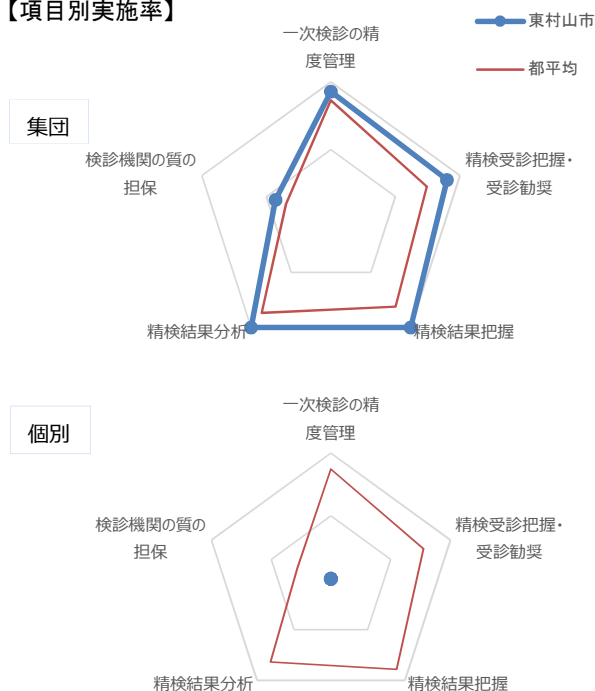 【項目別実施率】
東村山市
都平均
集団
一次検診の精
度管理
精検受診把握・
受診勧奨
精検結果把握
精検結果分析
検診機関の質の
担保
個別
一次検診の精
度管理
精検受診把握・
受診勧奨
精検結果把握
精検結果分析
検診機関の質の
担保